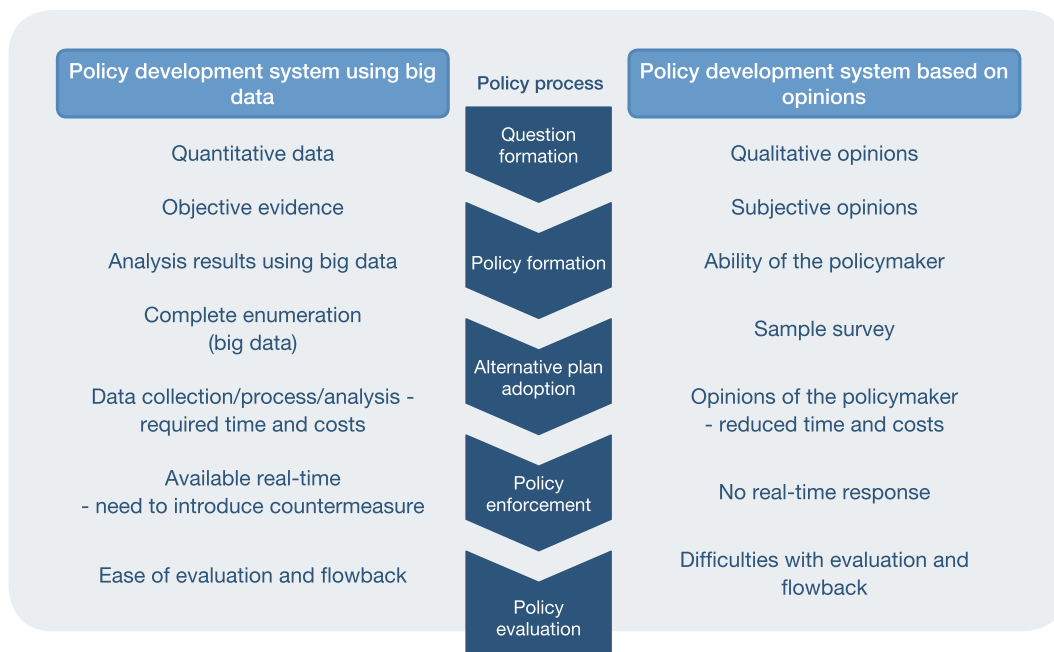 Policy development system using big
data
Quantitative data
Objective evidence
Analysis results using big data
Complete enumeration
(big data)
Data collection/process/analysis -
required time and costs
Available real-time
- need to introduce countermeasure
Ease of evaluation and flowback
Policy process
Question
formation
Policy formation
Alternative plan
adoption
Policy
enforcement
Policy
evaluation
Policy development system based on
opinions
Qualitative opinions
Subjective opinions
Ability of the policymaker
Sample survey
Opinions of the policymaker
- reduced time and costs
No real-time response
Difficulties with evaluation and
flowback